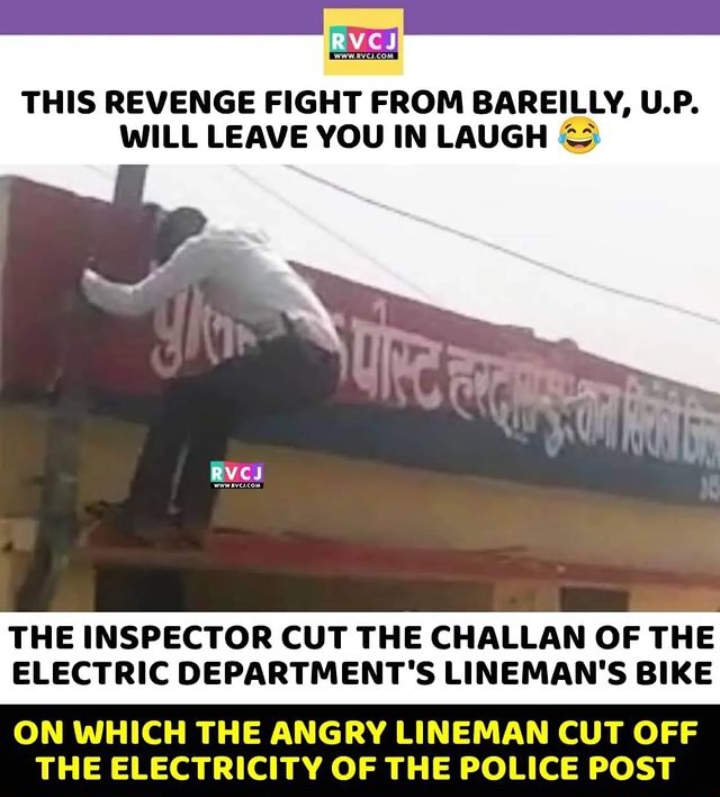 RVCJ
WWW.RVCJ.COM
THIS REVENGE FIGHT FROM BAREILLY, U.P.
WILL LEAVE YOU IN LAUGH 😂
पोस्ट
RVCJ
WWW.RVCJ.COM
THE INSPECTOR CUT THE CHALLAN OF THE
ELECTRIC DEPARTMENT'S LINEMAN'S BIKE
ON WHICH THE ANGRY LINEMAN CUT OFF
THE ELECTRICITY OF THE POLICE POST